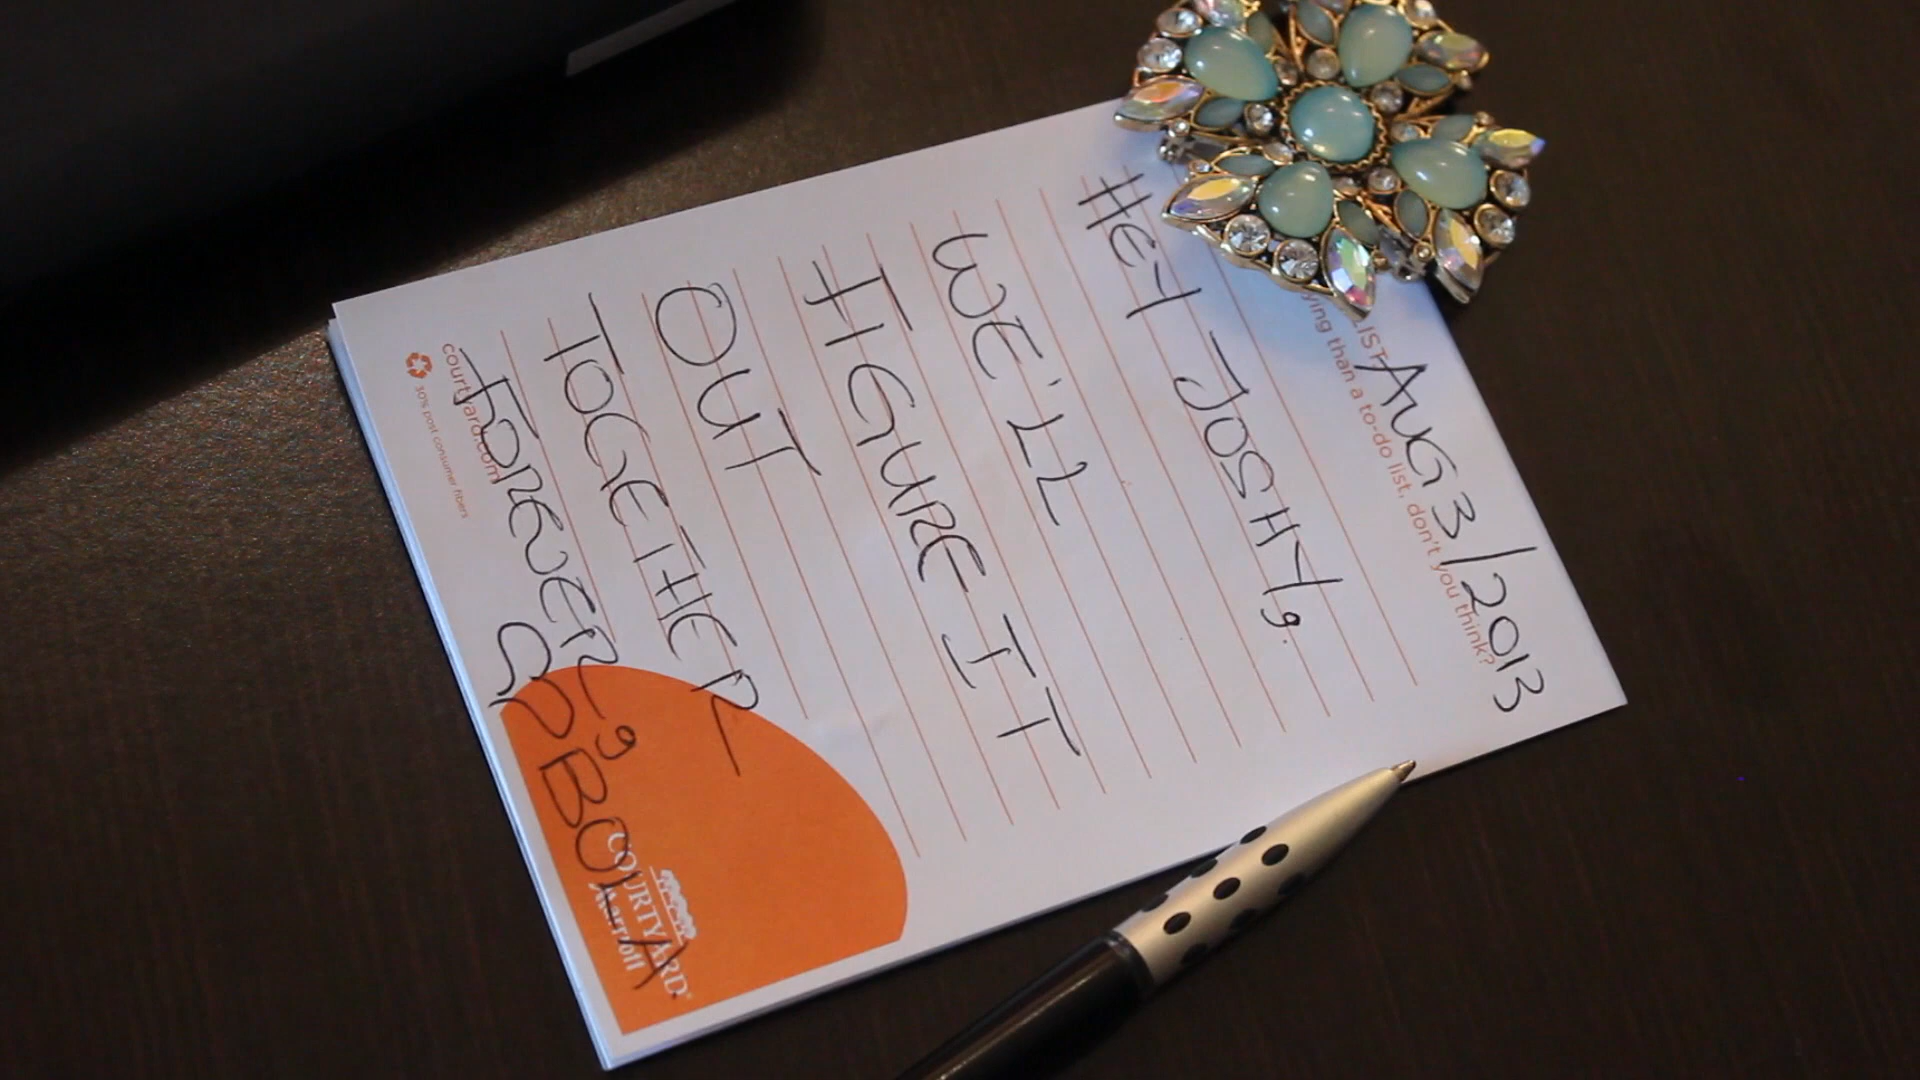 LIST AUG 3/2013
ying than a to-do list, don't you think?
HEY JOSHY,
WE'LL
FIGURE IT
OUT
TOGETHER
FOREVER,
courtyard.com
30% post consumer fibers
COURTYARD®
Marriott